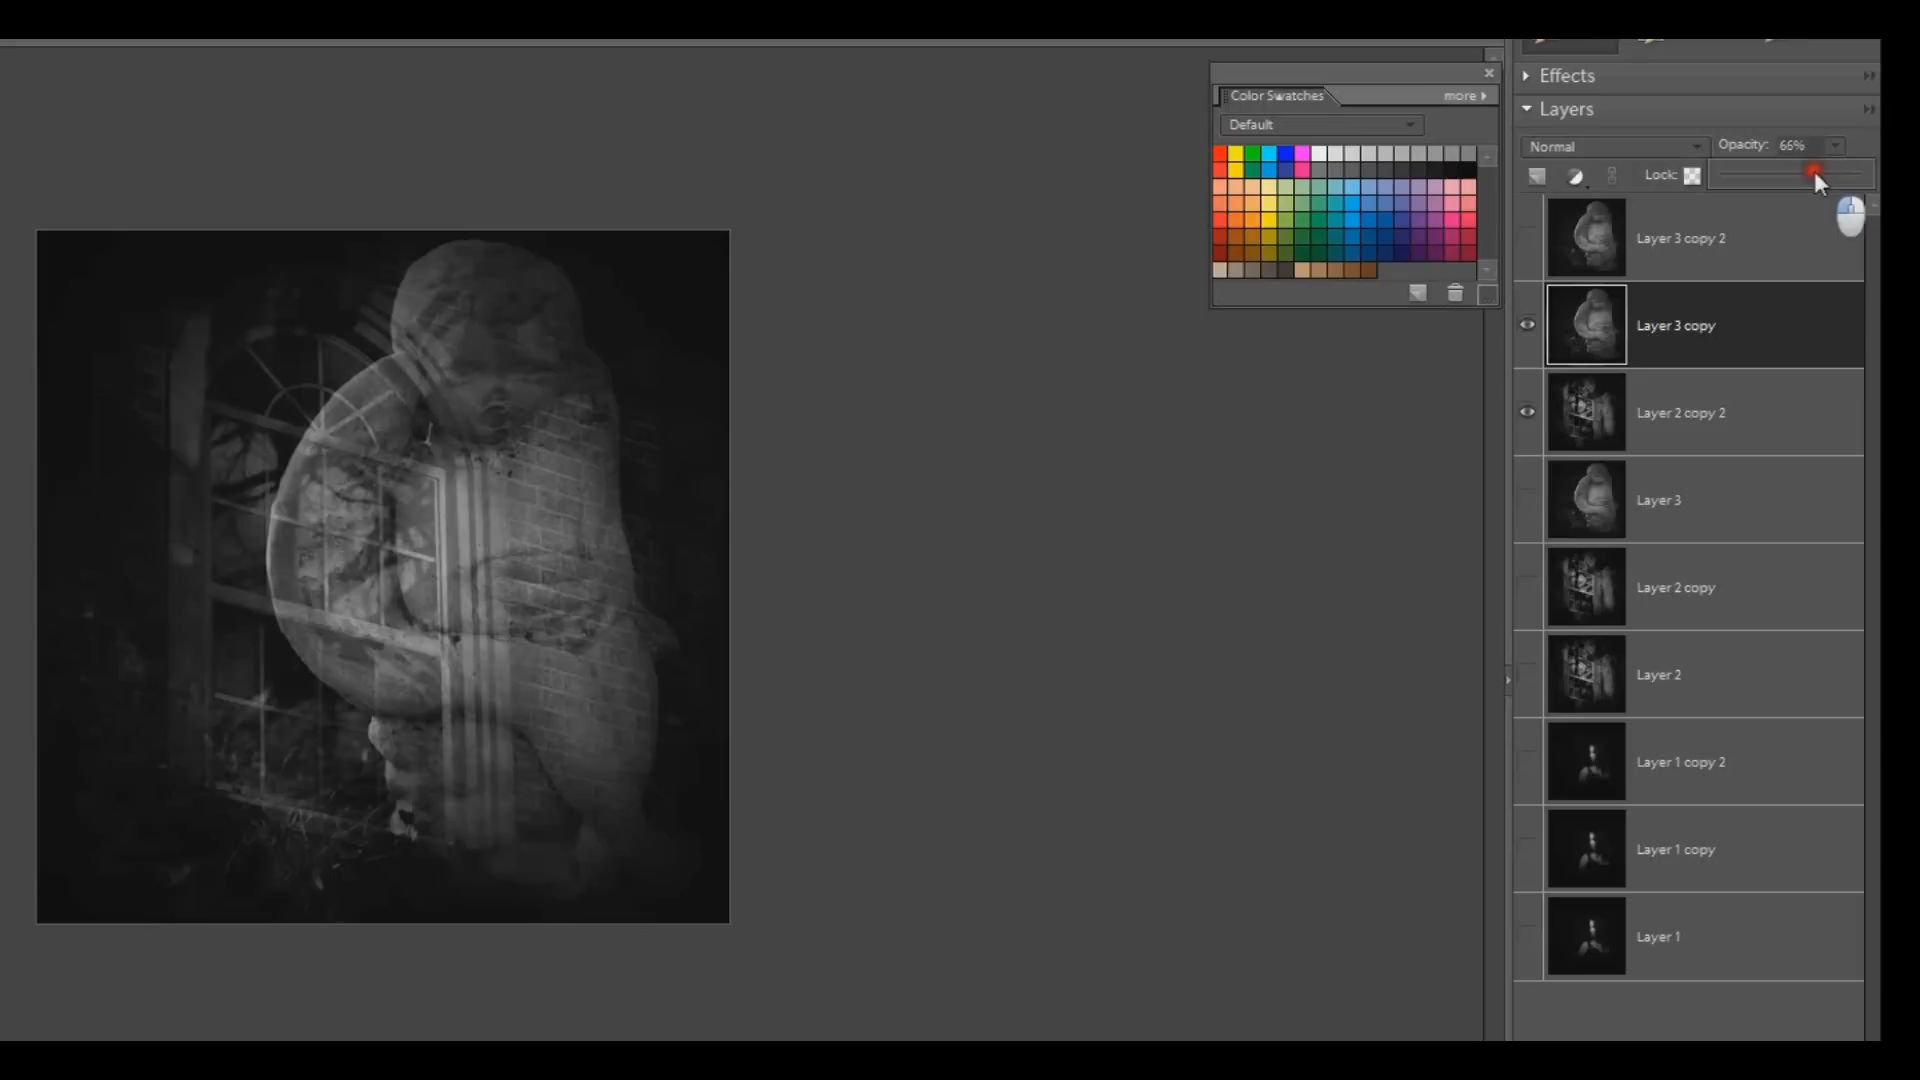 Effects
Layers
Color Swatches
more
Default
Normal
Opacity: 66%
Lock:
Layer 3 copy 2
Layer 3 copy
Layer 2 copy 2
Layer 3
Layer 2 copy
Layer 2
Layer 1 copy 2
Layer 1 copy
Layer 1